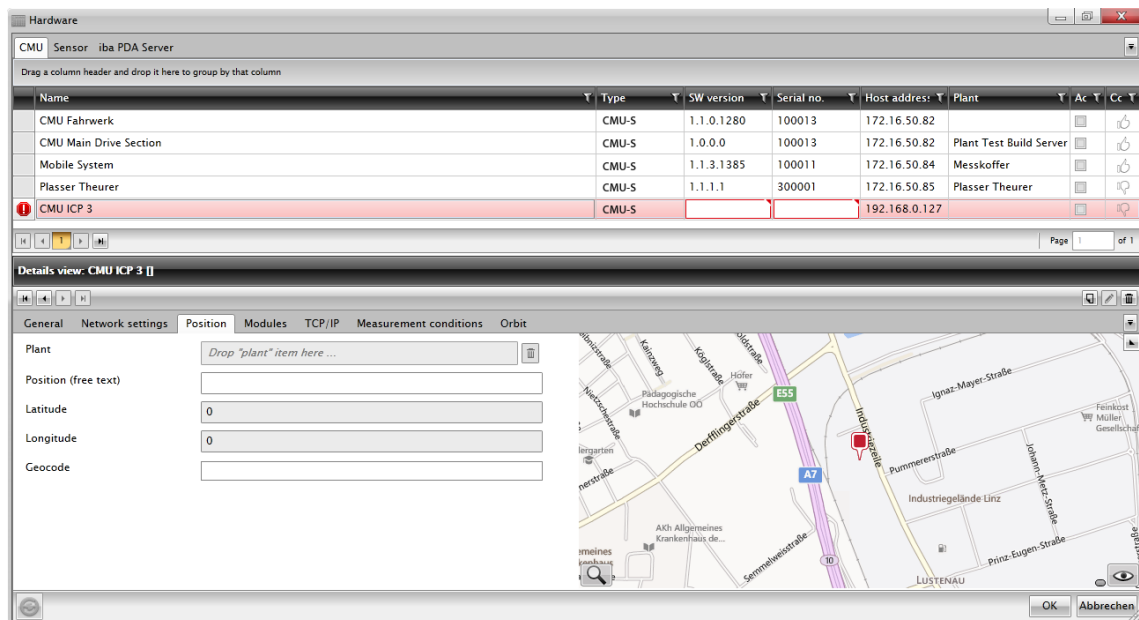 Hardware
CMU Sensor iba PDA Server
Drag a column header and drop it here to group by that column
Name Type SW version Serial no. Host address Plant Ac Cc
CMU Fahrwerk CMU-S 1.1.0.1280 100013 172.16.50.82
CMU Main Drive Section CMU-S 1.0.0.0 100013 172.16.50.82 Plant Test Build Server
Mobile System CMU-S 1.1.3.1385 100011 172.16.50.84 Messkoffer
Plasser Theurer CMU-S 1.1.1.1 300001 172.16.50.85 Plasser Theurer
CMU ICP 3 CMU-S 192.168.0.127
1 Page 1 of 1
Details view: CMU ICP 3 []
General Network settings Position Modules TCP/IP Measurement conditions Orbit
Plant Drop "plant" item here ...
Position (free text)
Latitude 0
Longitude 0
Geocode
Kainzweg
Köglstraße
Nietzschestraße
Hofer
Pädagogische
Hochschule OÖ
E55
Derfflingerstraße
Industriezeile
Ignaz-Mayer-Straße
Feinkost
Müller
Gesellschaf
Pummererstraße
Johann-Metz-Straße
A7
Industriegelände Linz
AKh Allgemeines
Krankenhaus de...
Semmelweisstraße
10
Prinz-Eugen-Straße
LUSTENAU
OK Abbrechen